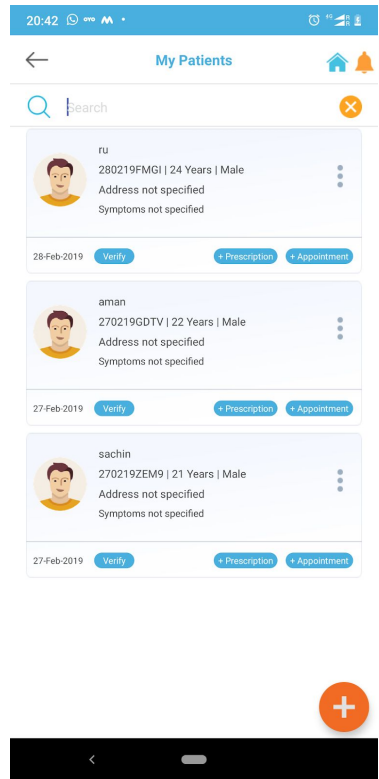 20:42
My Patients
Search
ru
280219FMGI | 24 Years | Male
Address not specified
Symptoms not specified
28-Feb-2019 Verify + Prescription + Appointment
aman
270219GDTV | 22 Years | Male
Address not specified
Symptoms not specified
27-Feb-2019 Verify + Prescription + Appointment
sachin
270219ZEM9 | 21 Years | Male
Address not specified
Symptoms not specified
27-Feb-2019 Verify + Prescription + Appointment